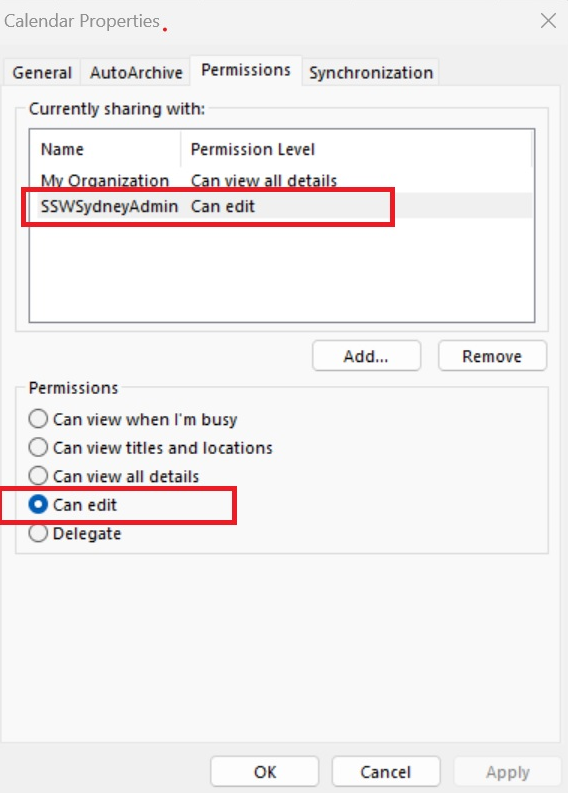 Calendar Properties
General AutoArchive Permissions Synchronization
Currently sharing with:
Name Permission Level
My Organization Can view all details
SSWSydneyAdmin Can edit
Add... Remove
Permissions
Can view when I'm busy
Can view titles and locations
Can view all details
Can edit
Delegate
OK Cancel Apply